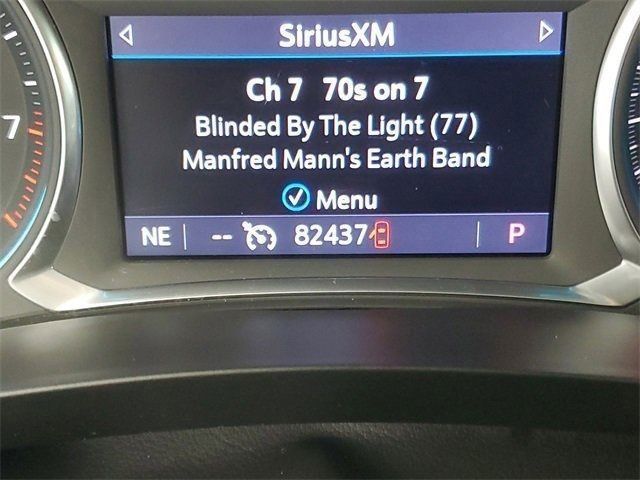 SiriusXM
Ch 7 70s on 7
Blinded By The Light (77)
Manfred Mann's Earth Band
Menu
NE -- 82437 P
7